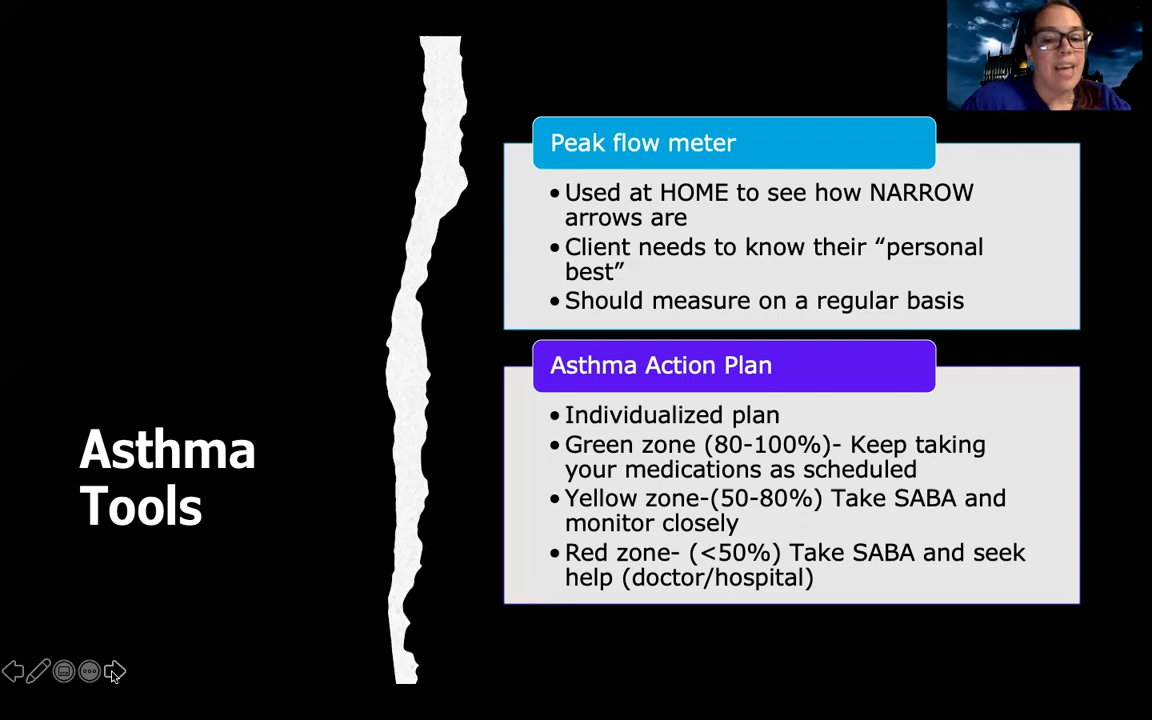 Asthma
Tools
Peak flow meter
•Used at HOME to see how NARROW
arrows are
•Client needs to know their “personal
best”
•Should measure on a regular basis
Asthma Action Plan
•Individualized plan
•Green zone (80-100%)- Keep taking
your medications as scheduled
•Yellow zone-(50-80%) Take SABA and
monitor closely
•Red zone- (<50%) Take SABA and seek
help (doctor/hospital)